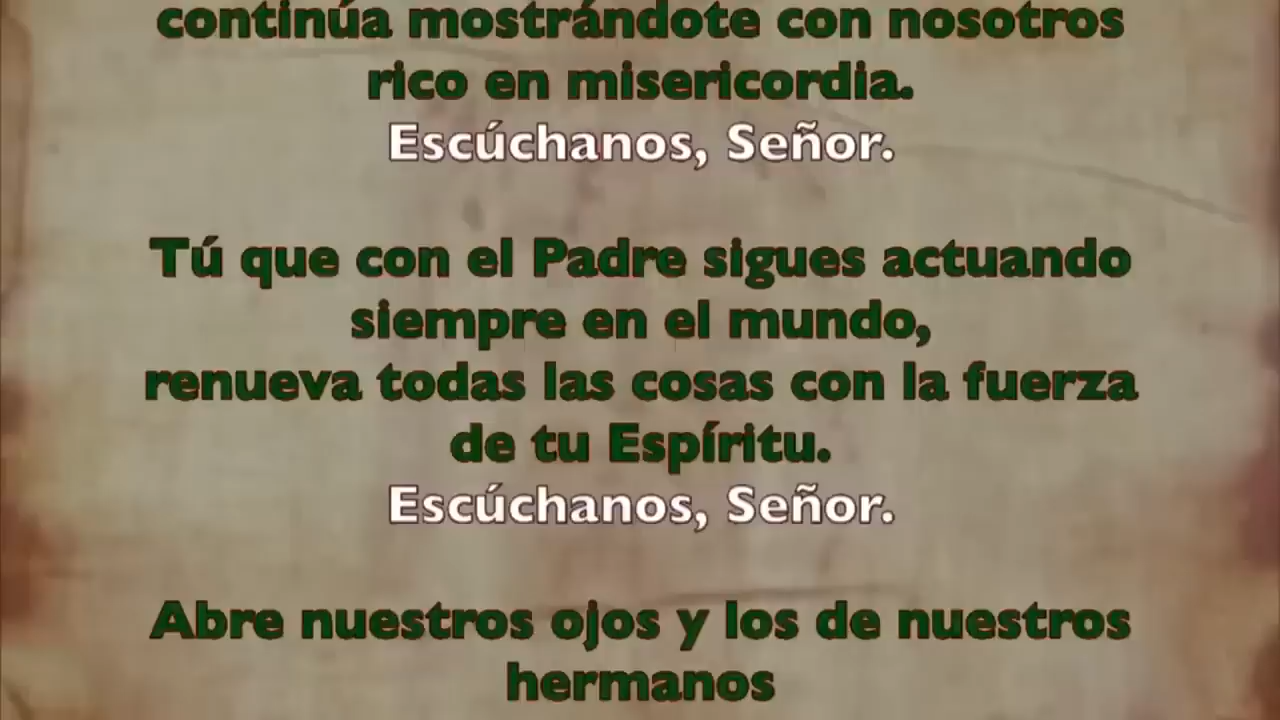 continúa mostrándote con nosotros
rico en misericordia.
Escúchanos, Señor.
Tú que con el Padre sigues actuando
siempre en el mundo,
renueva todas las cosas con la fuerza
de tu Espíritu.
Escúchanos, Señor.
Abre nuestros ojos y los de nuestros
hermanos